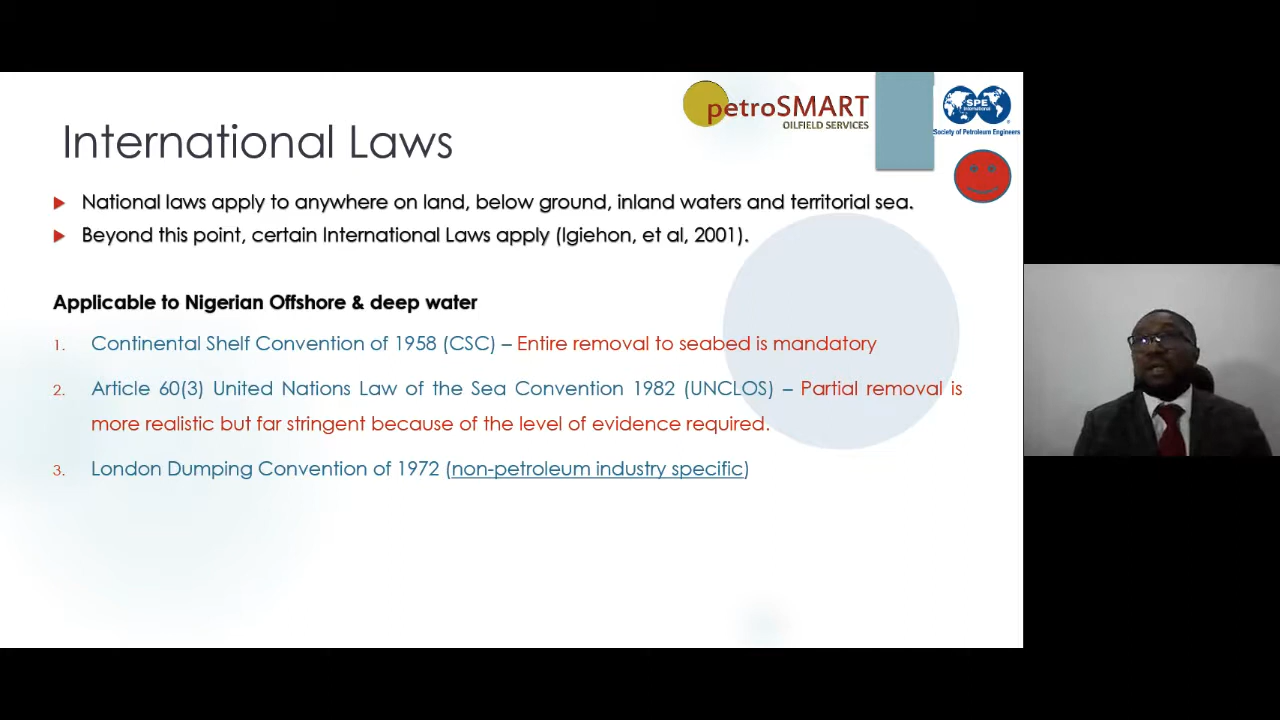 petroSMART
OILFIELD SERVICES
SPE
International
Society of Petroleum Engineers
International Laws
National laws apply to anywhere on land, below ground, inland waters and territorial sea.
Beyond this point, certain International Laws apply (Igiehon, et al, 2001).
Applicable to Nigerian Offshore & deep water
1. Continental Shelf Convention of 1958 (CSC) – Entire removal to seabed is mandatory
2. Article 60(3) United Nations Law of the Sea Convention 1982 (UNCLOS) – Partial removal is
more realistic but far stringent because of the level of evidence required.
3. London Dumping Convention of 1972 (non-petroleum industry specific)